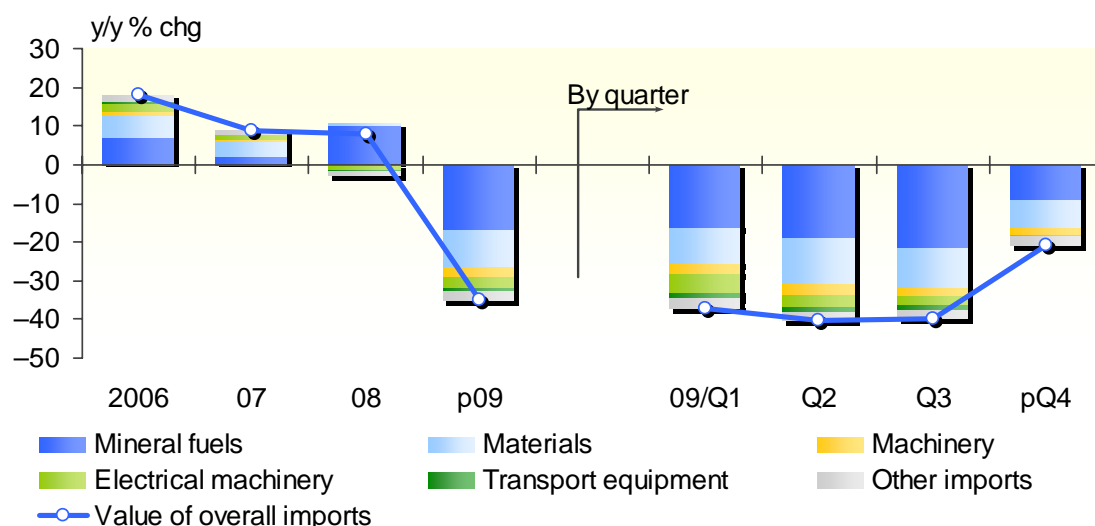 y/y % chg
30
20
10
0
–10
–20
–30
–40
–50
By quarter
2006 07 08 p09 09/Q1 Q2 Q3 pQ4
Mineral fuels Materials Machinery
Electrical machinery Transport equipment Other imports
Value of overall imports